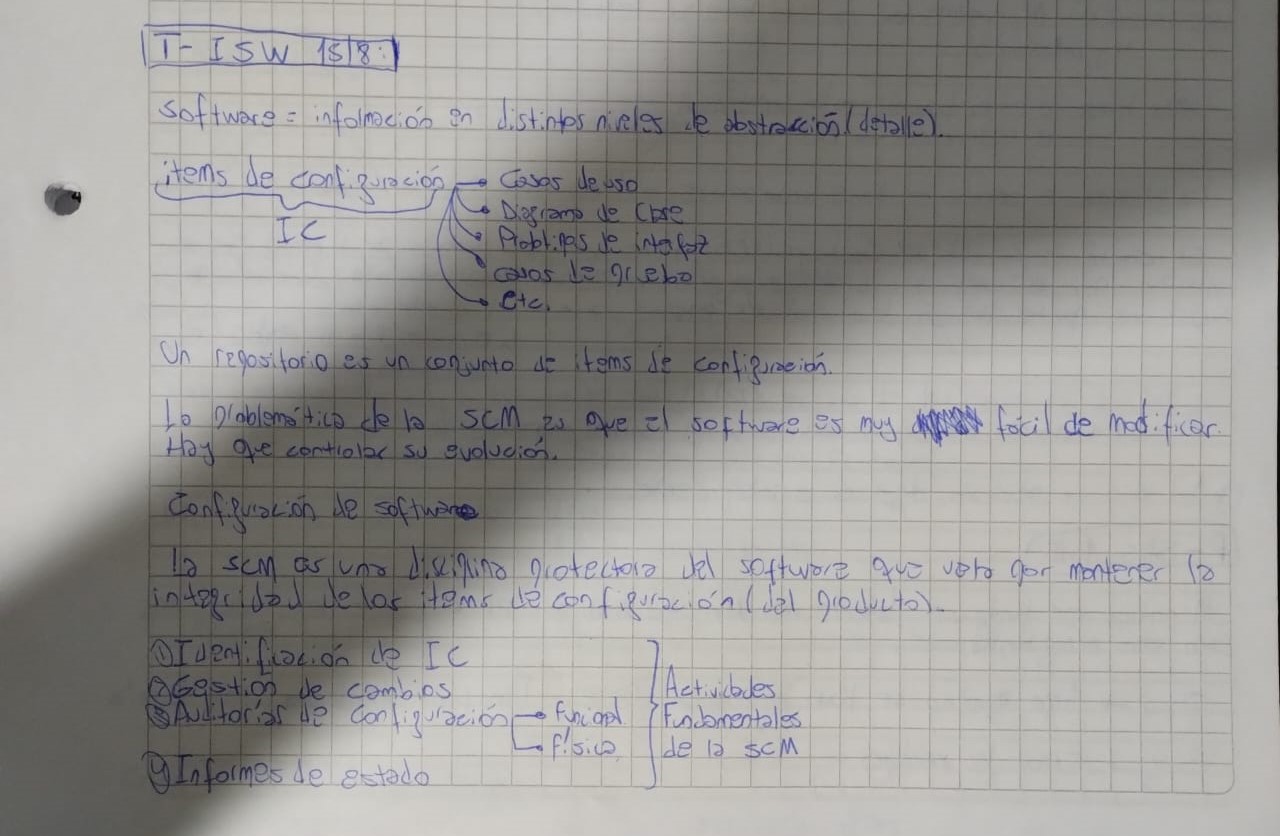 T- ISW 15/8:
Software = información en distintos niveles de abstracción (detalle).
items de configuración → Casos de uso
→ Diagrama de Clase
IC → Prototipos de interfaz
casos de prueba
→ etc.
Un repositorio es un conjunto de items de configuración.
La problemática de la SCM es que el software es muy fácil de modificar.
Hay que controlar su evolución.
Configuración de software
La SCM es una disciplina protectora del software que vela por mantener la
integridad de los items de configuración (del producto).
① Identificación de IC
② Gestión de cambios Actividades
③ Auditorías de configuración → funcional Fundamentales
→ física de la SCM
④ Informes de estado